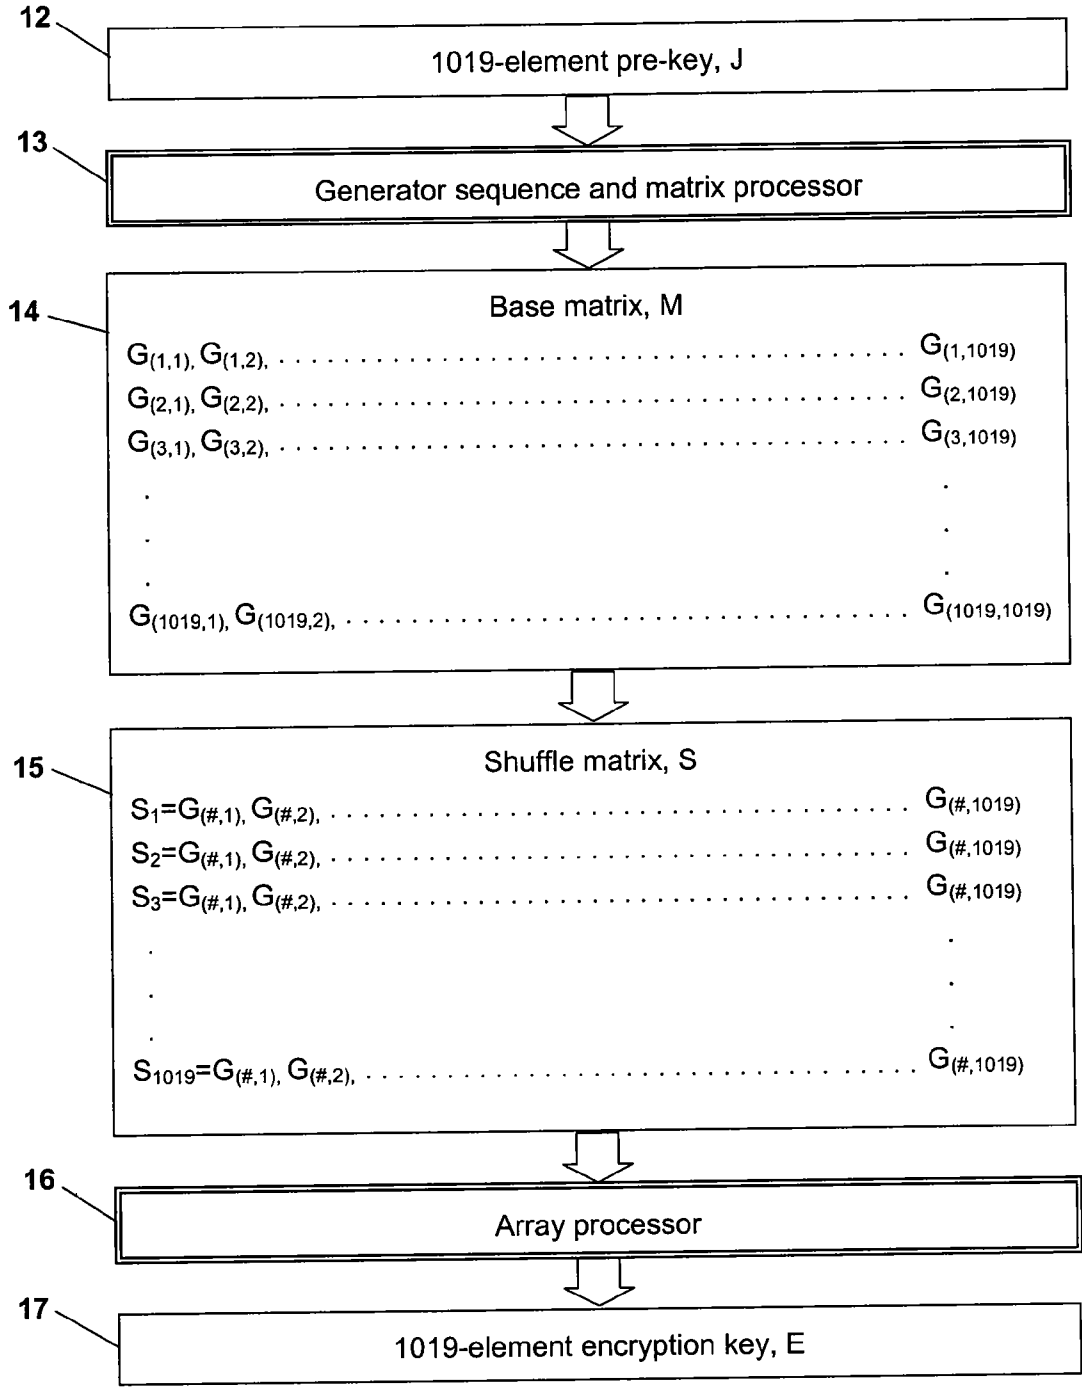 12
1019-element pre-key, J
13
Generator sequence and matrix processor
14
Base matrix, M
G(1,1), G(1,2), . . . . . . . . . . . . . . . . . . . . . . . . . . . . . . . . . . . . . . . . G(1,1019)
G(2,1), G(2,2), . . . . . . . . . . . . . . . . . . . . . . . . . . . . . . . . . . . . . . . . G(2,1019)
G(3,1), G(3,2), . . . . . . . . . . . . . . . . . . . . . . . . . . . . . . . . . . . . . . . . G(3,1019)
. .
. .
. .
G(1019,1), G(1019,2), . . . . . . . . . . . . . . . . . . . . . . . . . . . . . . . . . . . . G(1019,1019)
15
Shuffle matrix, S
S1=G(#,1), G(#,2), . . . . . . . . . . . . . . . . . . . . . . . . . . . . . . . . . . . . . G(#,1019)
S2=G(#,1), G(#,2), . . . . . . . . . . . . . . . . . . . . . . . . . . . . . . . . . . . . . G(#,1019)
S3=G(#,1), G(#,2), . . . . . . . . . . . . . . . . . . . . . . . . . . . . . . . . . . . . . G(#,1019)
. .
. .
. .
S1019=G(#,1), G(#,2), . . . . . . . . . . . . . . . . . . . . . . . . . . . . . . . . . . . G(#,1019)
16
Array processor
17
1019-element encryption key, E